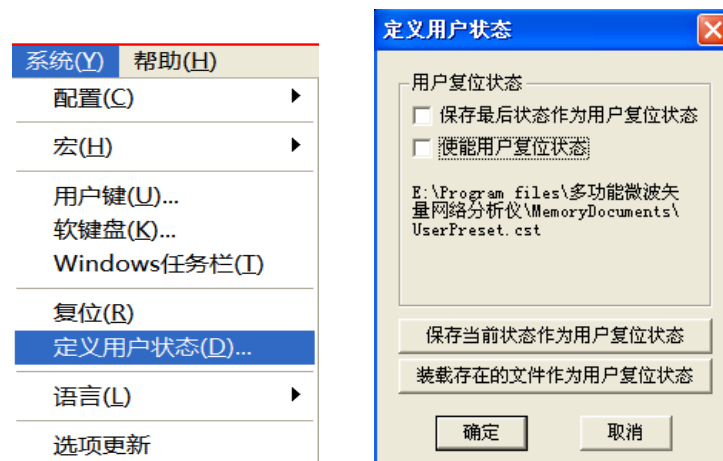 系统(Y) 帮助(H)
配置(C)
宏(H)
用户键(U)...
软键盘(K)...
Windows任务栏(T)
复位(R)
定义用户状态(D)...
语言(L)
选项更新
定义用户状态
用户复位状态
保存最后状态作为用户复位状态
使能用户复位状态
E:\Program files\多功能微波矢
量网络分析仪\MemoryDocuments\
UserPreset.cst
保存当前状态作为用户复位状态
装载存在的文件作为用户复位状态
确定 取消